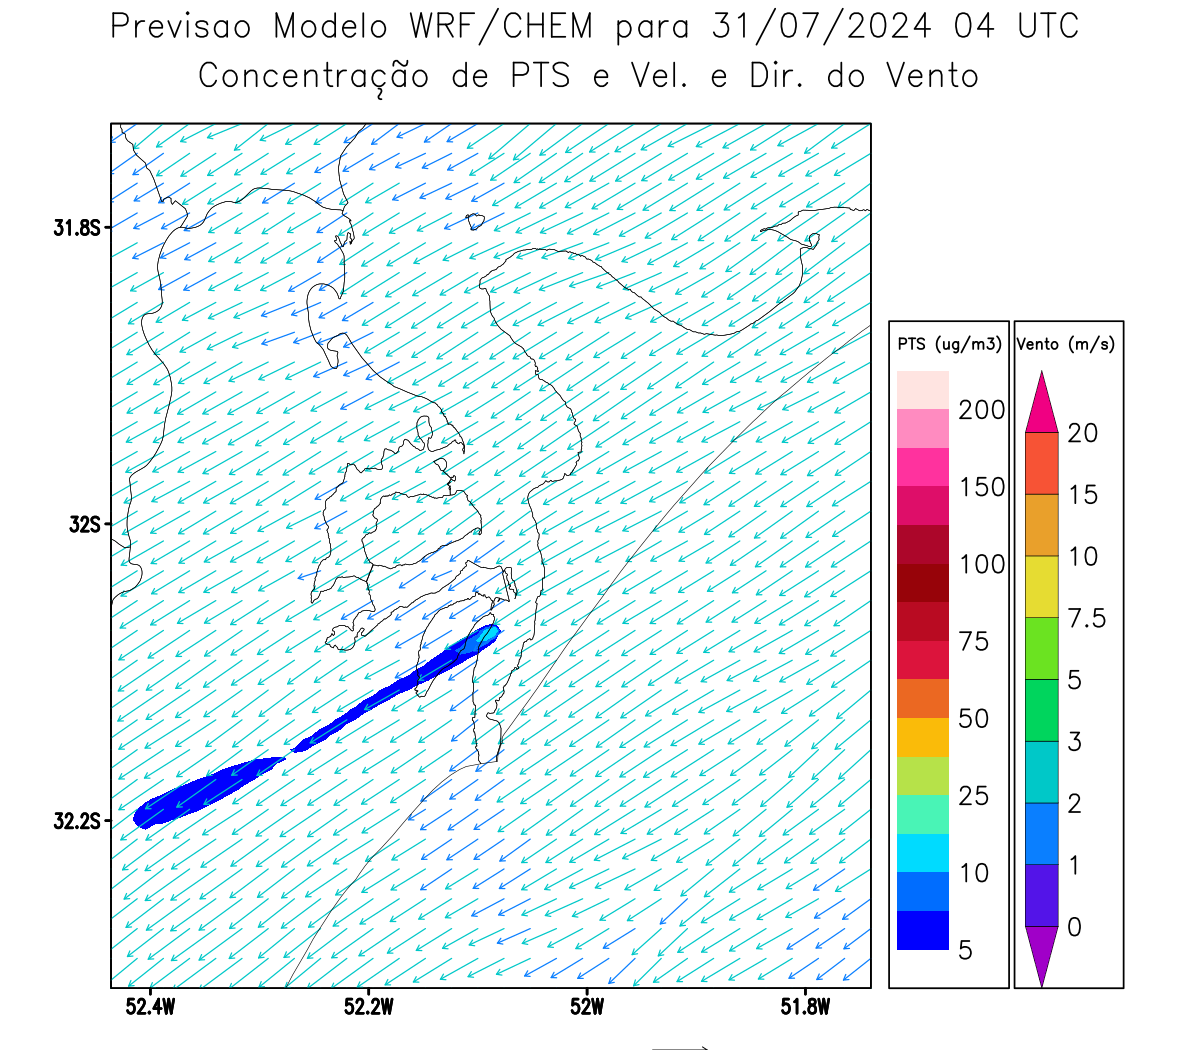 Previsao Modelo WRF/CHEM para 31/07/2024 04 UTC
Concentração de PTS e Vel. e Dir. do Vento
31.8S
32S
32.2S
52.4W
52.2W
52W
51.8W
PTS (ug/m3)
200
150
100
75
50
25
10
5
Vento (m/s)
20
15
10
7.5
5
3
2
1
0